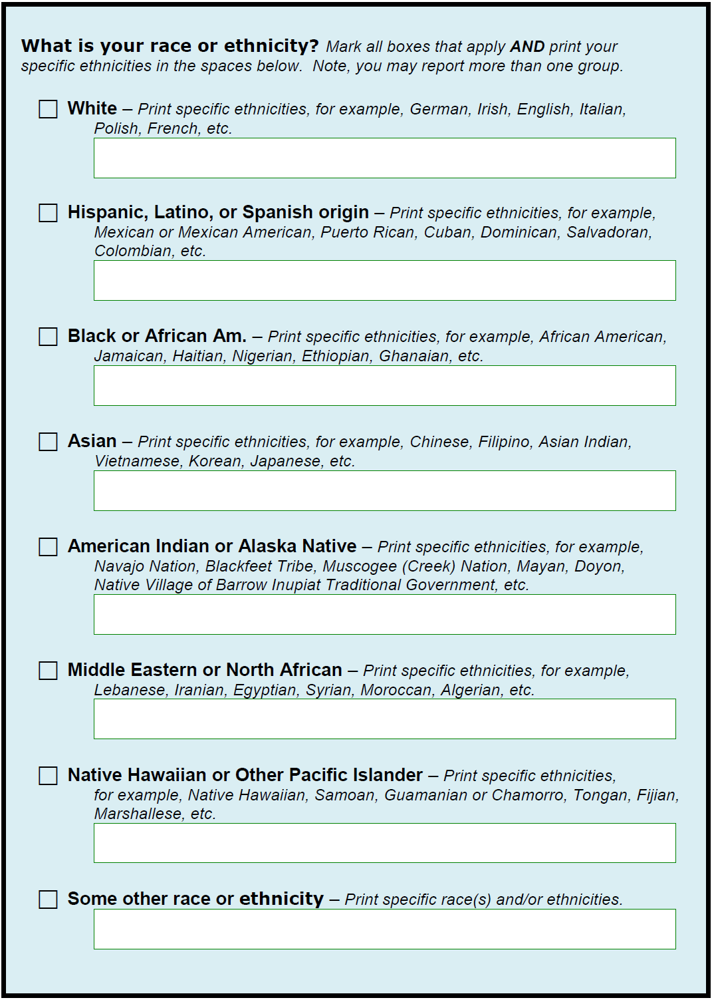 What is your race or ethnicity? Mark all boxes that apply AND print your
specific ethnicities in the spaces below. Note, you may report more than one group.
White – Print specific ethnicities, for example, German, Irish, English, Italian,
Polish, French, etc.
Hispanic, Latino, or Spanish origin – Print specific ethnicities, for example,
Mexican or Mexican American, Puerto Rican, Cuban, Dominican, Salvadoran,
Colombian, etc.
Black or African Am. – Print specific ethnicities, for example, African American,
Jamaican, Haitian, Nigerian, Ethiopian, Ghanaian, etc.
Asian – Print specific ethnicities, for example, Chinese, Filipino, Asian Indian,
Vietnamese, Korean, Japanese, etc.
American Indian or Alaska Native – Print specific ethnicities, for example,
Navajo Nation, Blackfeet Tribe, Muscogee (Creek) Nation, Mayan, Doyon,
Native Village of Barrow Inupiat Traditional Government, etc.
Middle Eastern or North African – Print specific ethnicities, for example,
Lebanese, Iranian, Egyptian, Syrian, Moroccan, Algerian, etc.
Native Hawaiian or Other Pacific Islander – Print specific ethnicities,
for example, Native Hawaiian, Samoan, Guamanian or Chamorro, Tongan, Fijian,
Marshallese, etc.
Some other race or ethnicity – Print specific race(s) and/or ethnicities.